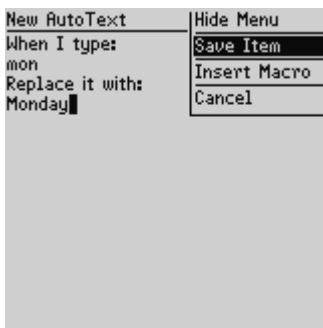 New AutoText
When I type:
mon
Replace it with:
Monday
Hide Menu
Save Item
Insert Macro
Cancel